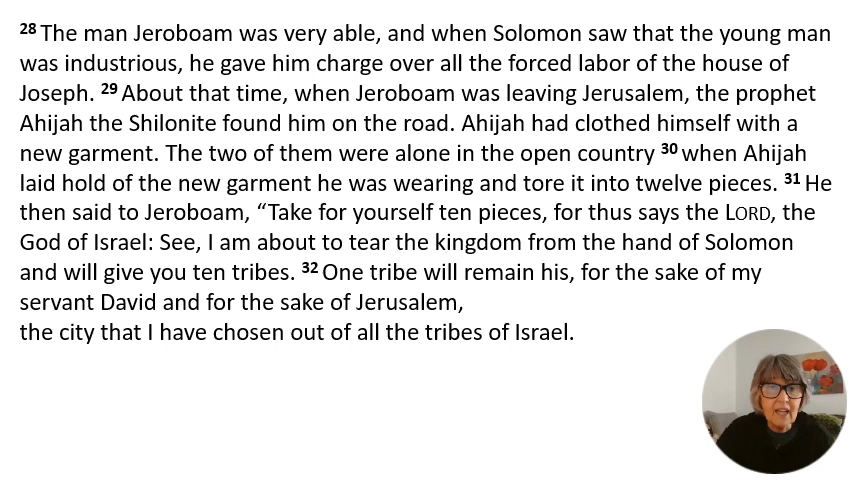 28 The man Jeroboam was very able, and when Solomon saw that the young man
was industrious, he gave him charge over all the forced labor of the house of
Joseph. 29 About that time, when Jeroboam was leaving Jerusalem, the prophet
Ahijah the Shilonite found him on the road. Ahijah had clothed himself with a
new garment. The two of them were alone in the open country 30 when Ahijah
laid hold of the new garment he was wearing and tore it into twelve pieces. 31 He
then said to Jeroboam, “Take for yourself ten pieces, for thus says the LORD, the
God of Israel: See, I am about to tear the kingdom from the hand of Solomon
and will give you ten tribes. 32 One tribe will remain his, for the sake of my
servant David and for the sake of Jerusalem,
the city that I have chosen out of all the tribes of Israel.